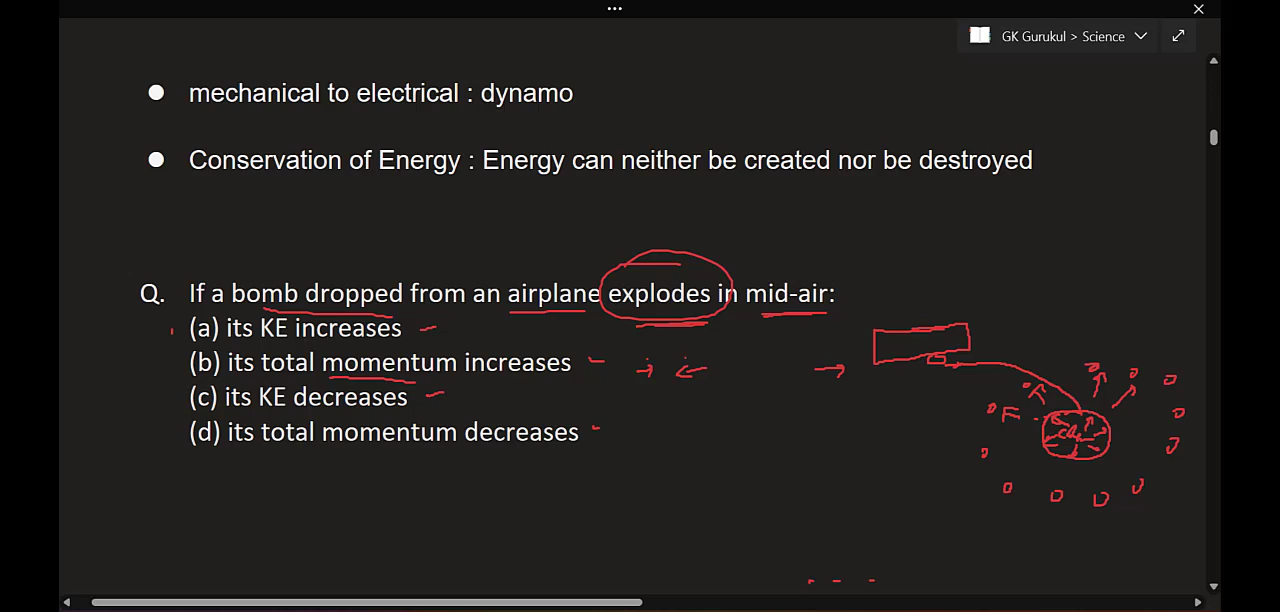 GK Gurukul > Science
● mechanical to electrical : dynamo
● Conservation of Energy : Energy can neither be created nor be destroyed
Q. If a bomb dropped from an airplane explodes in mid-air:
(a) its KE increases
(b) its total momentum increases
(c) its KE decreases
(d) its total momentum decreases